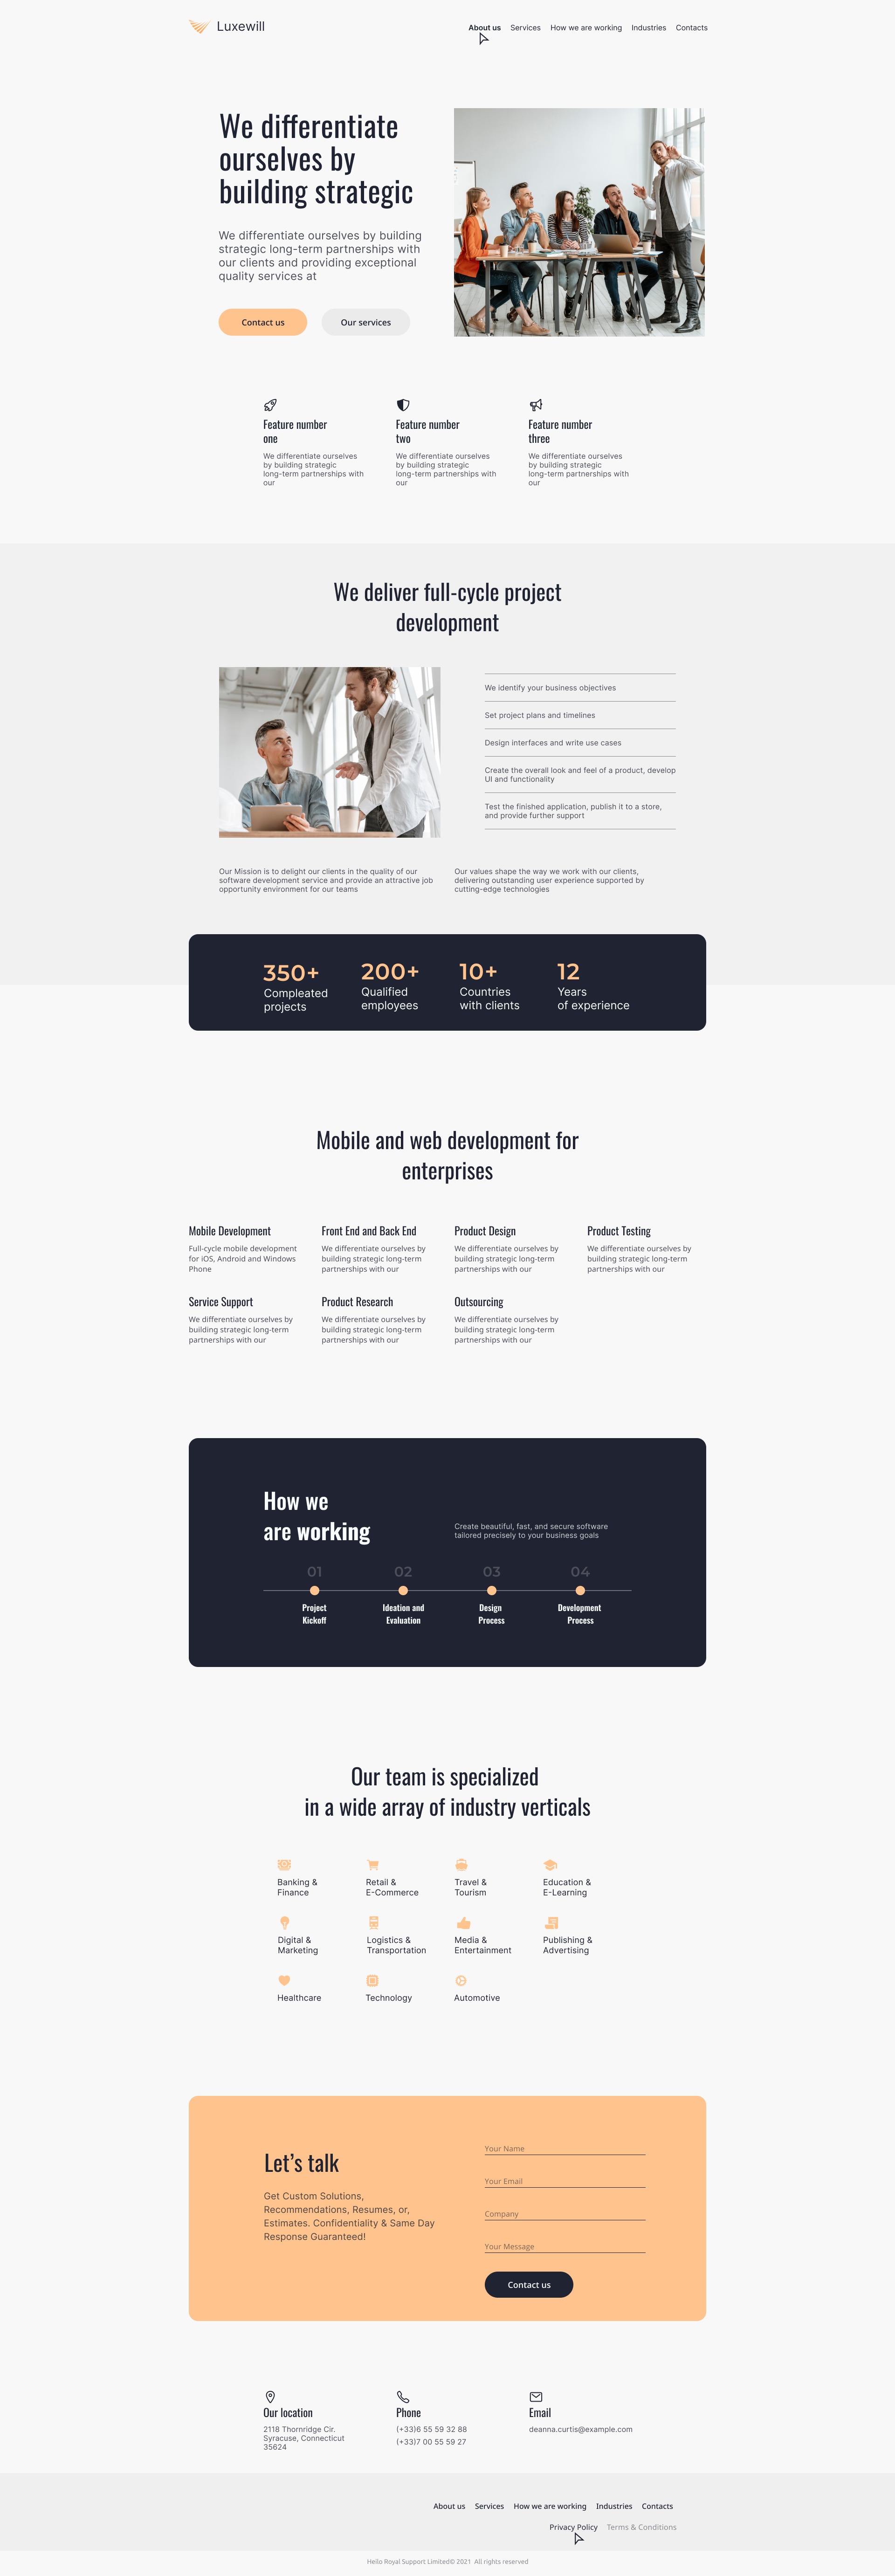 Luxewill
About us Services How we are working Industries Contacts
We differentiate
ourselves by
building strategic
We differentiate ourselves by building
strategic long-term partnerships with
our clients and providing exceptional
quality services at
Contact us Our services
Feature number
one
We differentiate ourselves
by building strategic
long-term partnerships with
our
Feature number
two
We differentiate ourselves
by building strategic
long-term partnerships with
our
Feature number
three
We differentiate ourselves
by building strategic
long-term partnerships with
our
We deliver full-cycle project
development
We identify your business objectives
Set project plans and timelines
Design interfaces and write use cases
Create the overall look and feel of a product, develop
UI and functionality
Test the finished application, publish it to a store,
and provide further support
Our Mission is to delight our clients in the quality of our
software development service and provide an attractive job
opportunity environment for our teams
Our values shape the way we work with our clients,
delivering outstanding user experience supported by
cutting-edge technologies
350+
Compleated
projects
200+
Qualified
employees
10+
Countries
with clients
12
Years
of experience
Mobile and web development for
enterprises
Mobile Development
Full-cycle mobile development
for iOS, Android and Windows
Phone
Front End and Back End
We differentiate ourselves by
building strategic long-term
partnerships with our
Product Design
We differentiate ourselves by
building strategic long-term
partnerships with our
Product Testing
We differentiate ourselves by
building strategic long-term
partnerships with our
Service Support
We differentiate ourselves by
building strategic long-term
partnerships with our
Product Research
We differentiate ourselves by
building strategic long-term
partnerships with our
Outsourcing
We differentiate ourselves by
building strategic long-term
partnerships with our
How we
are working
Create beautiful, fast, and secure software
tailored precisely to your business goals
01
Project
Kickoff
02
Ideation and
Evaluation
03
Design
Process
04
Development
Process
Our team is specialized
in a wide array of industry verticals
Banking &
Finance
Retail &
E-Commerce
Travel &
Tourism
Education &
E-Learning
Digital &
Marketing
Logistics &
Transportation
Media &
Entertainment
Publishing &
Advertising
Healthcare
Technology
Automotive
Let's talk
Get Custom Solutions,
Recommendations, Resumes, or,
Estimates. Confidentiality & Same Day
Response Guaranteed!
Your Name
Your Email
Company
Your Message
Contact us
Our location
2118 Thornridge Cir.
Syracuse, Connecticut
35624
Phone
(+33)6 55 59 32 88
(+33)7 00 55 59 27
Email
deanna.curtis@example.com
About us Services How we are working Industries Contacts
Privacy Policy Terms & Conditions
Hello Royal Support Limited© 2021 All rights reserved